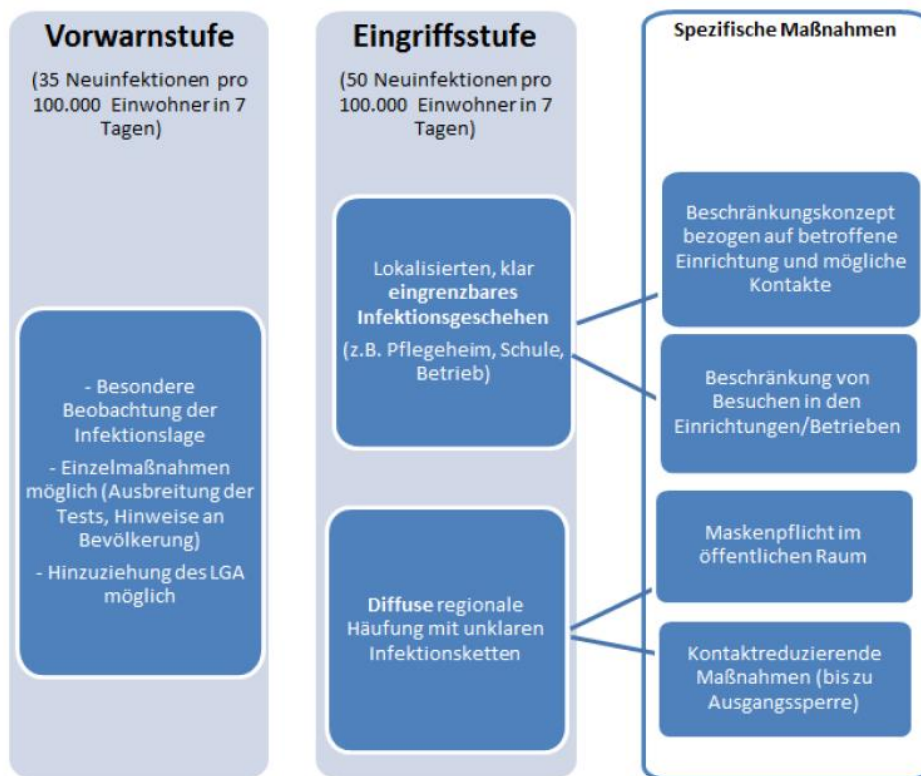 Vorwarnstufe
(35 Neuinfektionen pro
100.000 Einwohner in 7
Tagen)
- Besondere
Beobachtung der
Infektionslage
- Einzelmaßnahmen
möglich (Ausbreitung der
Tests, Hinweise an
Bevölkerung)
- Hinzuziehung des LGA
möglich
Eingriffsstufe
(50 Neuinfektionen pro
100.000 Einwohner in 7
Tagen)
Lokalisierten, klar
eingrenzbares
Infektionsgeschehen
(z.B. Pflegeheim, Schule,
Betrieb)
Diffuse regionale
Häufung mit unklaren
Infektionsketten
Spezifische Maßnahmen
Beschränkungskonzept
bezogen auf betroffene
Einrichtung und mögliche
Kontakte
Beschränkung von
Besuchen in den
Einrichtungen/Betrieben
Maskenpflicht im
öffentlichen Raum
Kontaktreduzierende
Maßnahmen (bis zu
Ausgangssperre)